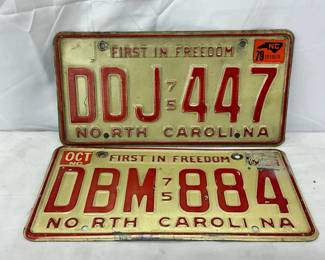 FIRST IN FREEDOM
NC
79
DDJ 75 447
NORTH CAROLINA
OCT
NC
FIRST IN FREEDOM
DBM 75 884
NORTH CAROLINA